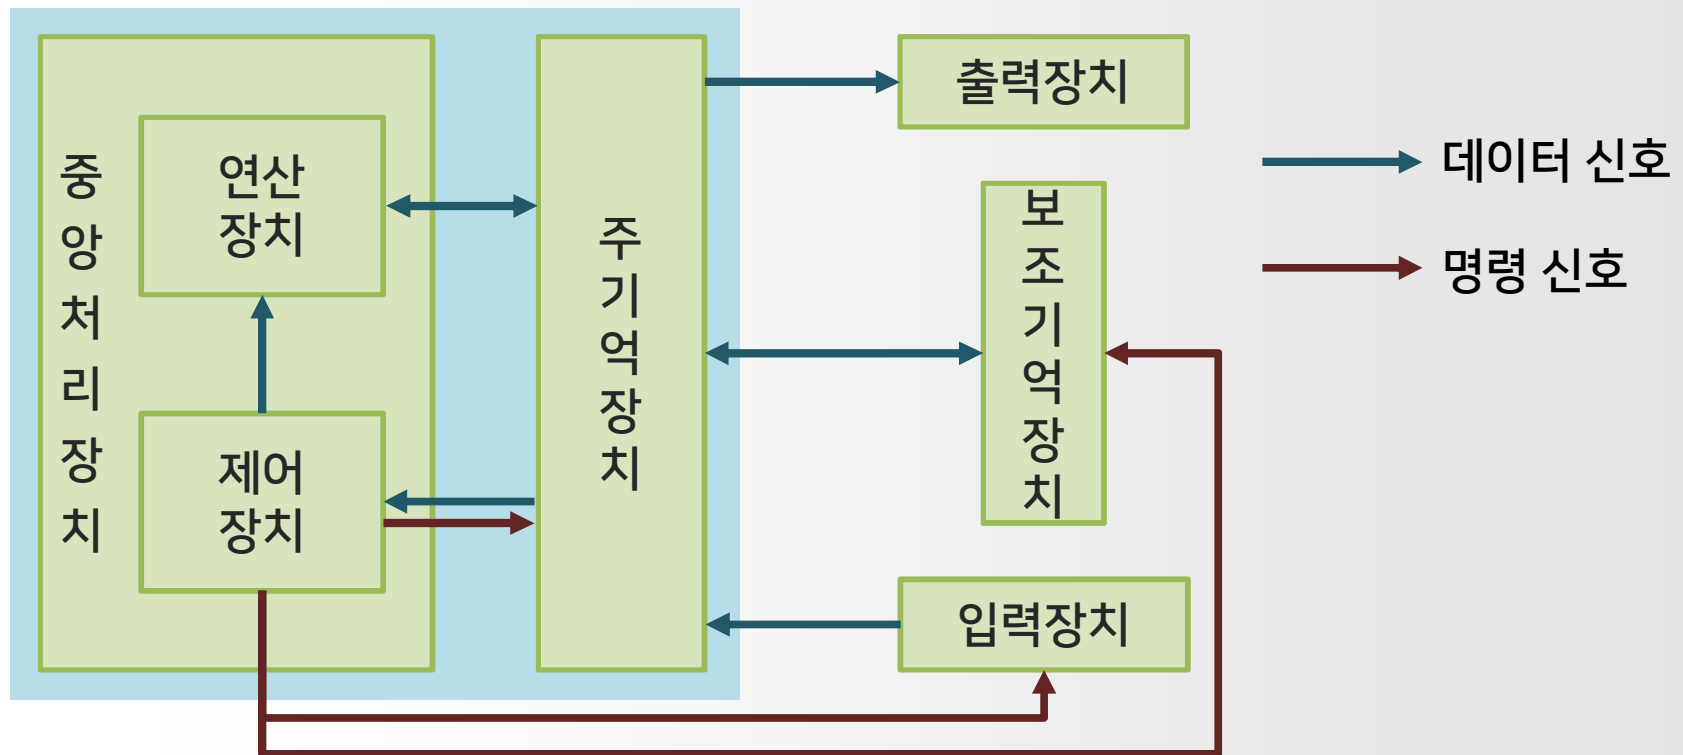 중앙처리장치
연산
장치
제어
장치
주기억장치
출력장치
보조기억장치
입력장치
데이터 신호
명령 신호